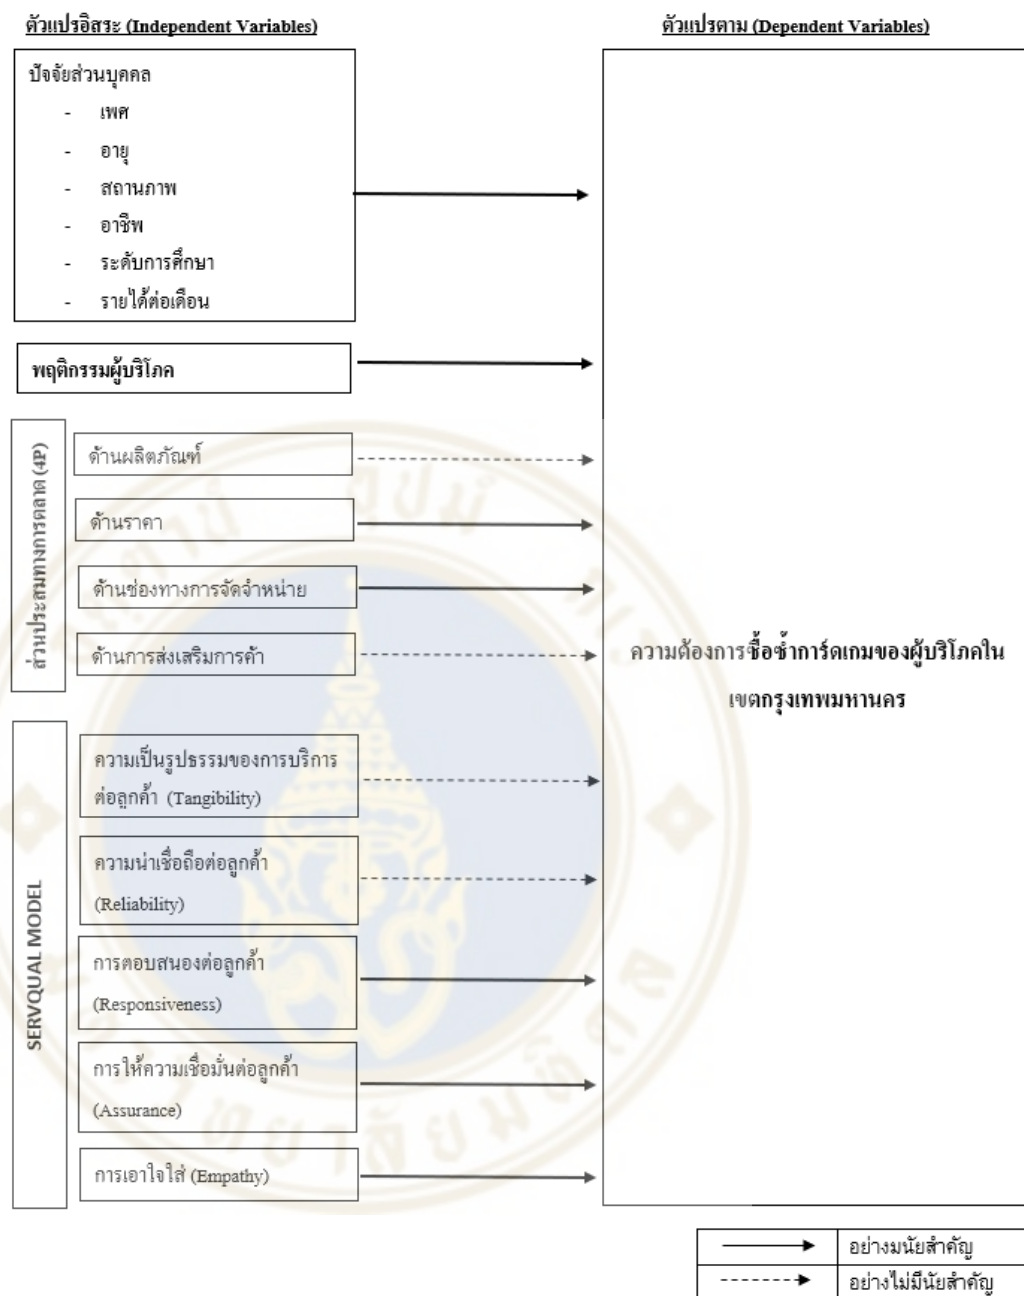 ตัวแปรอิสระ (Independent Variables)
ตัวแปรตาม (Dependent Variables)
ปัจจัยส่วนบุคคล
- เพศ
- อายุ
- สถานภาพ
- อาชีพ
- ระดับการศึกษา
- รายได้ต่อเดือน
พฤติกรรมผู้บริโภค
ส่วนประสมทางการตลาด (4P)
ด้านผลิตภัณฑ์
ด้านราคา
ด้านช่องทางการจัดจำหน่าย
ด้านการส่งเสริมการค้า
SERVQUAL MODEL
ความเป็นรูปธรรมของการบริการ
ต่อลูกค้า (Tangibility)
ความน่าเชื่อถือต่อลูกค้า
(Reliability)
การตอบสนองต่อลูกค้า
(Responsiveness)
การให้ความเชื่อมั่นต่อลูกค้า
(Assurance)
การเอาใจใส่ (Empathy)
ความต้องการซื้อซ้ำการ์ดเกมของผู้บริโภคใน
เขตกรุงเทพมหานคร
อย่างมนัยสำคัญ
อย่างไม่มีนัยสำคัญ